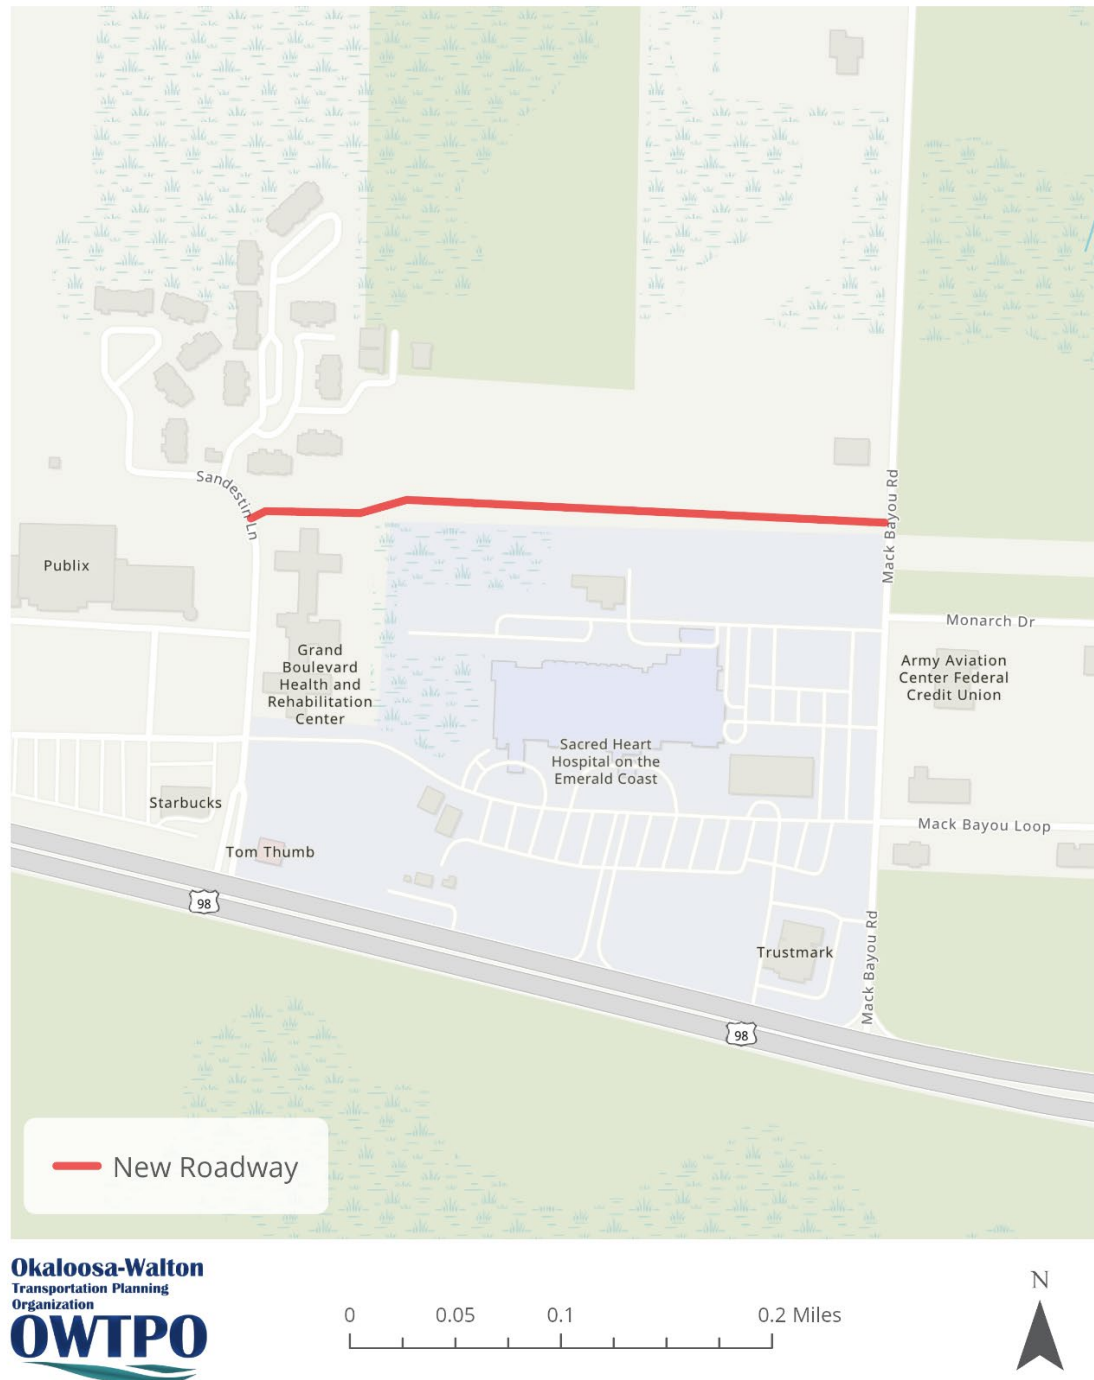 Sandestin Ln
Mack Bayou Rd
Publix
Monarch Dr
Grand
Boulevard
Health and
Rehabilitation
Center
Army Aviation
Center Federal
Credit Union
Sacred Heart
Hospital on the
Emerald Coast
Starbucks
Mack Bayou Loop
Tom Thumb
98
Trustmark
Mack Bayou Rd
98
New Roadway
Okaloosa-Walton
Transportation Planning
Organization
OWTPO
0 0.05 0.1 0.2 Miles
N